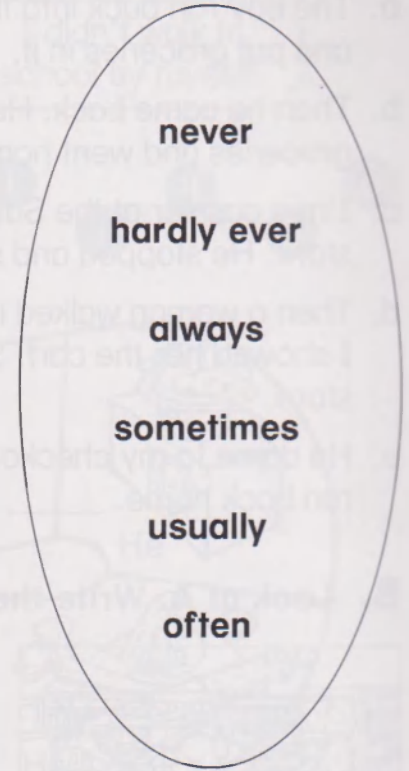 never
hardly ever
always
sometimes
usually
often